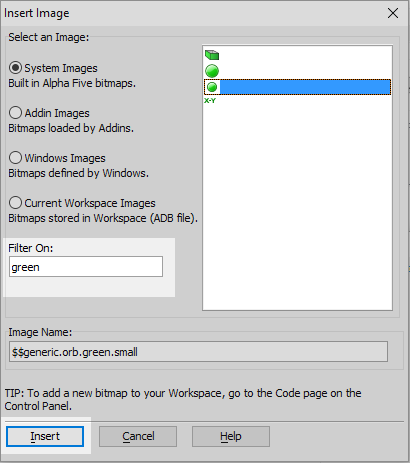 Insert Image
Select an Image:
System Images
Built in Alpha Five bitmaps.
Addin Images
Bitmaps loaded by Addins.
Windows Images
Bitmaps defined by Windows.
Current Workspace Images
Bitmaps stored in Workspace (ADB file).
X-Y
Filter On:
green
Image Name:
$$generic.orb.green.small
TIP: To add a new bitmap to your Workspace, go to the Code page on the
Control Panel.
Insert
Cancel
Help